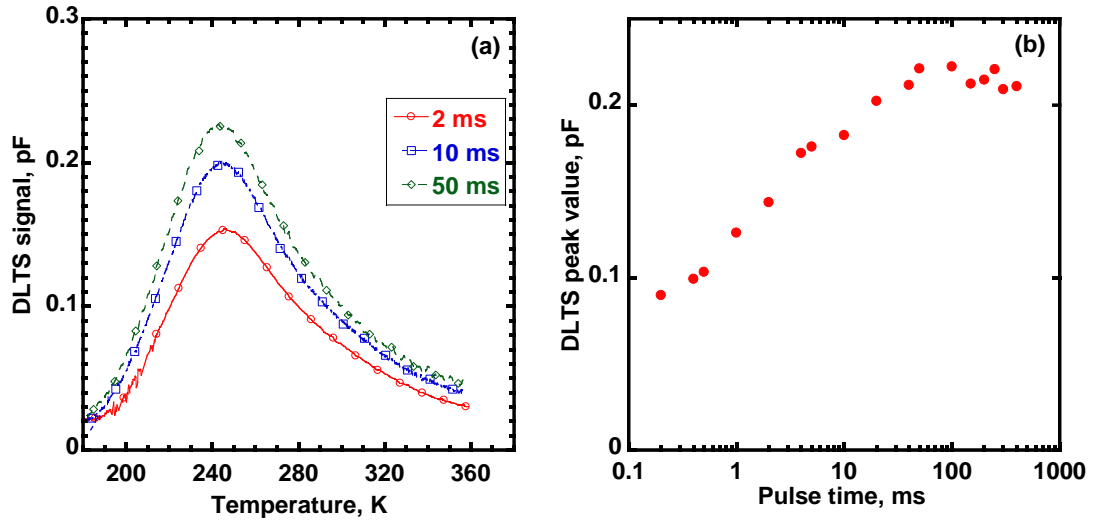 (a)
0.3
0.2
0.1
0
DLTS signal, pF
2 ms
10 ms
50 ms
200 240 280 320 360
Temperature, K
(b)
0.2
0.1
0
DLTS peak value, pF
0.1 1 10 100 1000
Pulse time, ms